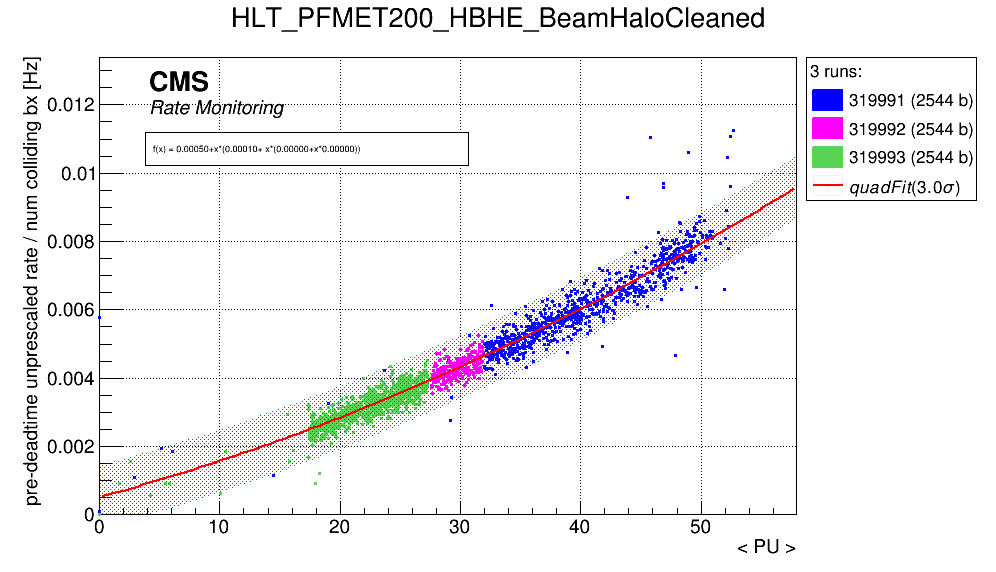 HLT_PFMET200_HBHE_BeamHaloCleaned
pre-deadtime unprescaled rate / num colliding bx [Hz]
CMS
Rate Monitoring
f(x) = 0.00050+x*(0.00010+ x*(0.00000+x*0.00000))
0.012
0.01
0.008
0.006
0.004
0.002
0
0 10 20 30 40 50
< PU >
3 runs:
319991 (2544 b)
319992 (2544 b)
319993 (2544 b)
quadFit(3.0σ)